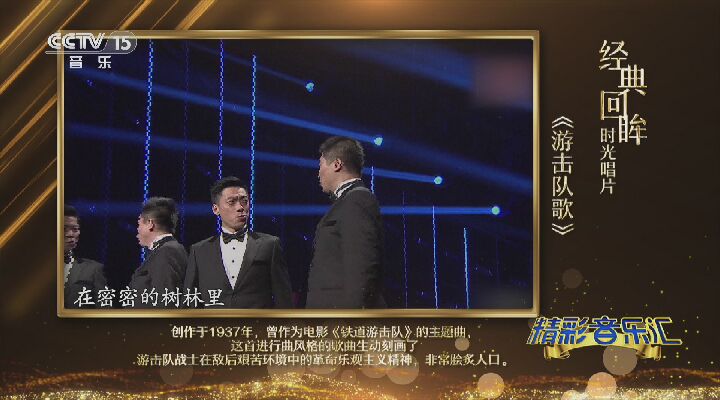 CCTV 15
音乐
经典回眸
时光唱片
《游击队歌》
在密密的树林里
创作于1937年，曾作为电影《铁道游击队》的主题曲，
这首进行曲风格的歌曲生动刻画了
游击队战士在敌后艰苦环境中的革命乐观主义精神，非常脍炙人口。
精彩音乐汇